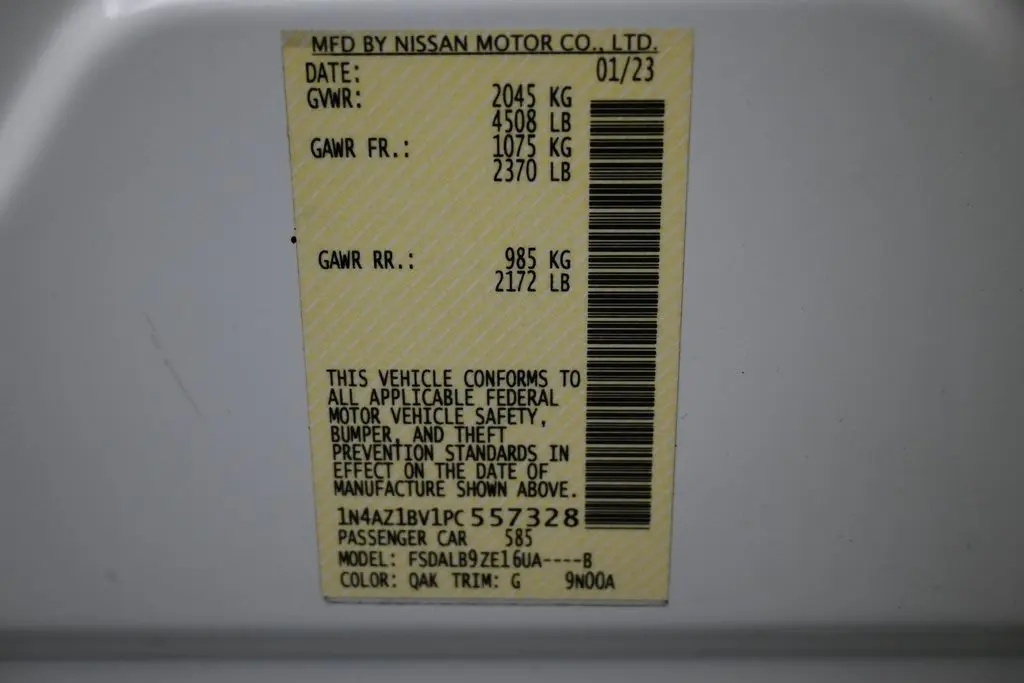 MFD BY NISSAN MOTOR CO., LTD.
DATE: 01/23
GVWR: 2045 KG
4508 LB
GAWR FR.: 1075 KG
2370 LB
GAWR RR.: 985 KG
2172 LB
THIS VEHICLE CONFORMS TO
ALL APPLICABLE FEDERAL
MOTOR VEHICLE SAFETY,
BUMPER, AND THEFT
PREVENTION STANDARDS IN
EFFECT ON THE DATE OF
MANUFACTURE SHOWN ABOVE.
1N4AZ1BV1PC557328
PASSENGER CAR 585
MODEL: FSDALB9ZE16UA----B
COLOR: QAK TRIM: G 9N00A